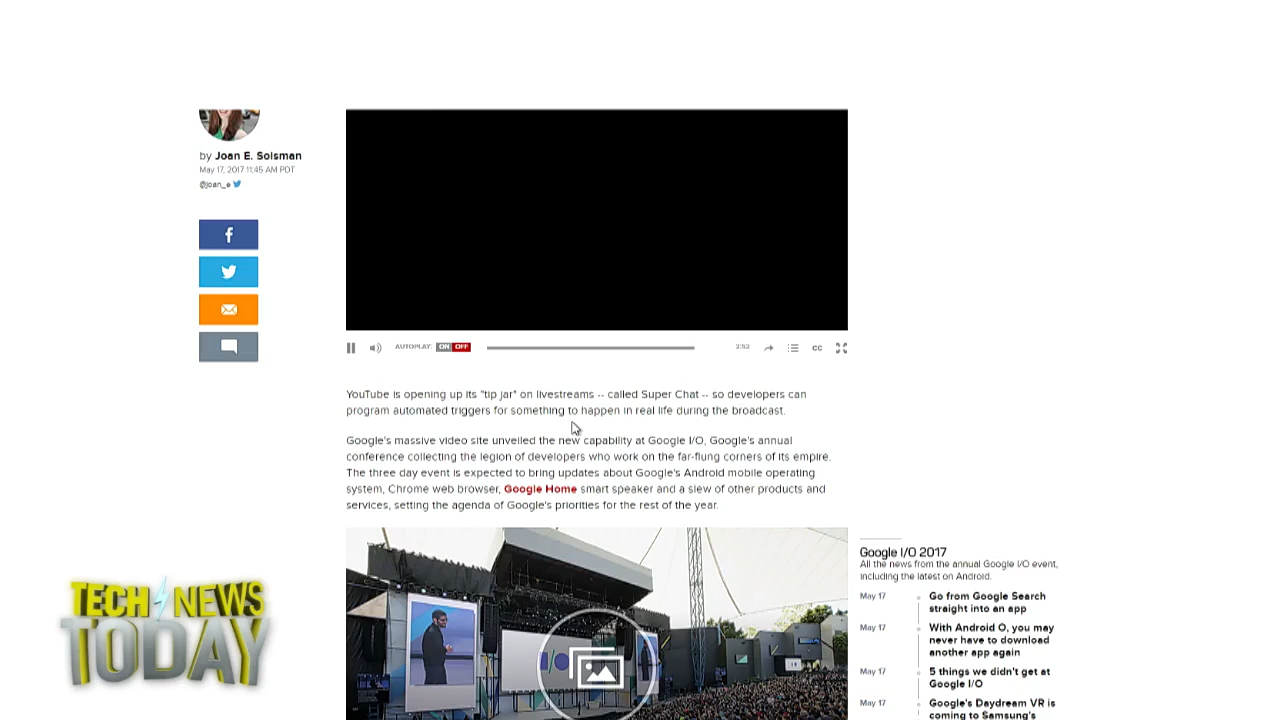 by Joan E. Solsman
May 17, 2017 11:45 AM PDT
@joan_e
AUTOPLAY: ON OFF
2:52
CC
YouTube is opening up its "tip jar" on livestreams -- called Super Chat -- so developers can
program automated triggers for something to happen in real life during the broadcast.
Google's massive video site unveiled the new capability at Google I/O, Google's annual
conference collecting the legion of developers who work on the far-flung corners of its empire.
The three day event is expected to bring updates about Google's Android mobile operating
system, Chrome web browser, Google Home smart speaker and a slew of other products and
services, setting the agenda of Google's priorities for the rest of the year.
I/O
Google I/O 2017
All the news from the annual Google I/O event,
including the latest on Android.
May 17
Go from Google Search
straight into an app
May 17
With Android O, you may
never have to download
another app again
May 17
5 things we didn't get at
Google I/O
May 17
Google's Daydream VR is
coming to Samsung's
TECH NEWS
TODAY